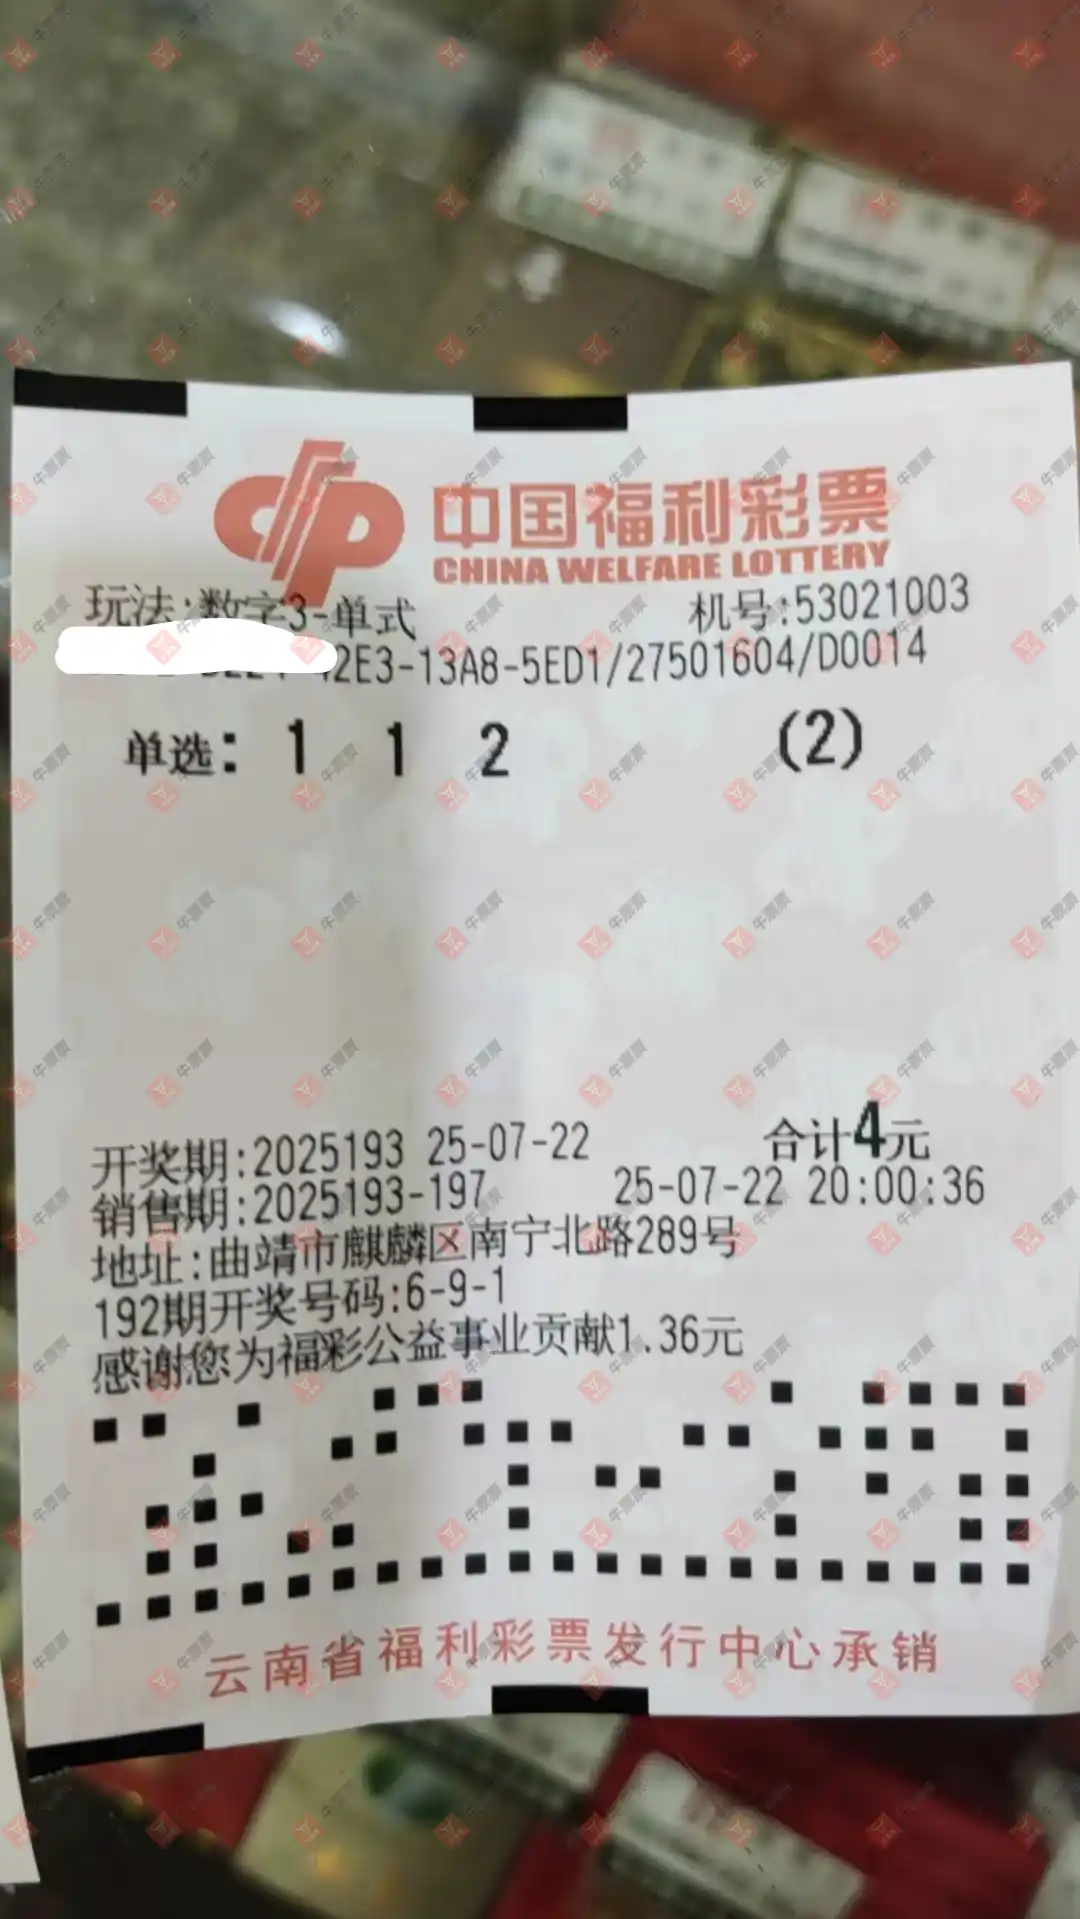 中国福利彩票
CHINA WELFARE LOTTERY
玩法:数字3-单式 机号:53021003
2E3-13A8-5ED1/27501604/D0014
单选: 1 1 2 (2)
开奖期:2025193 25-07-22 合计4元
销售期:2025193-197 25-07-22 20:00:36
地址:曲靖市麒麟区南宁北路289号
192期开奖号码:6-9-1
感谢您为福彩公益事业贡献1.36元
云南省福利彩票发行中心承销
牛票票